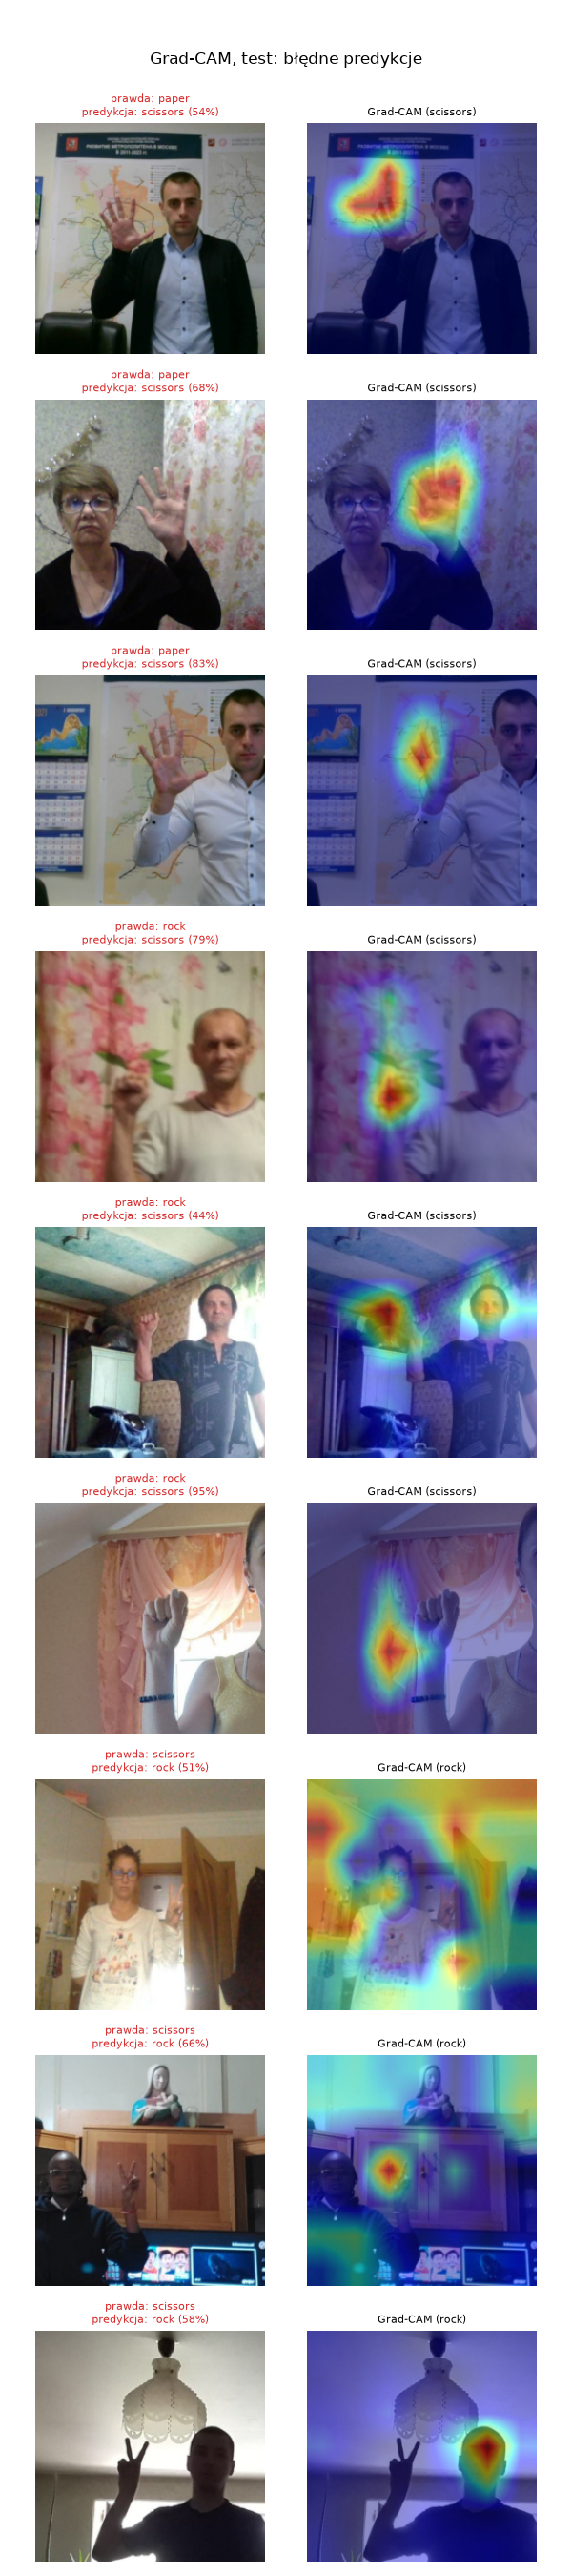 Grad-CAM, test: błędne predykcje
prawda: paper
predykcja: scissors (54%)
Grad-CAM (scissors)
РАЗВИТИЕ МЕТРОПОЛИТЕНА В МОСКВЕ
prawda: paper
predykcja: scissors (68%)
Grad-CAM (scissors)
prawda: paper
predykcja: scissors (83%)
Grad-CAM (scissors)
prawda: rock
predykcja: scissors (79%)
Grad-CAM (scissors)
prawda: rock
predykcja: scissors (44%)
Grad-CAM (scissors)
prawda: rock
predykcja: scissors (95%)
Grad-CAM (scissors)
prawda: scissors
predykcja: rock (51%)
Grad-CAM (rock)
prawda: scissors
predykcja: rock (66%)
Grad-CAM (rock)
prawda: scissors
predykcja: rock (58%)
Grad-CAM (rock)